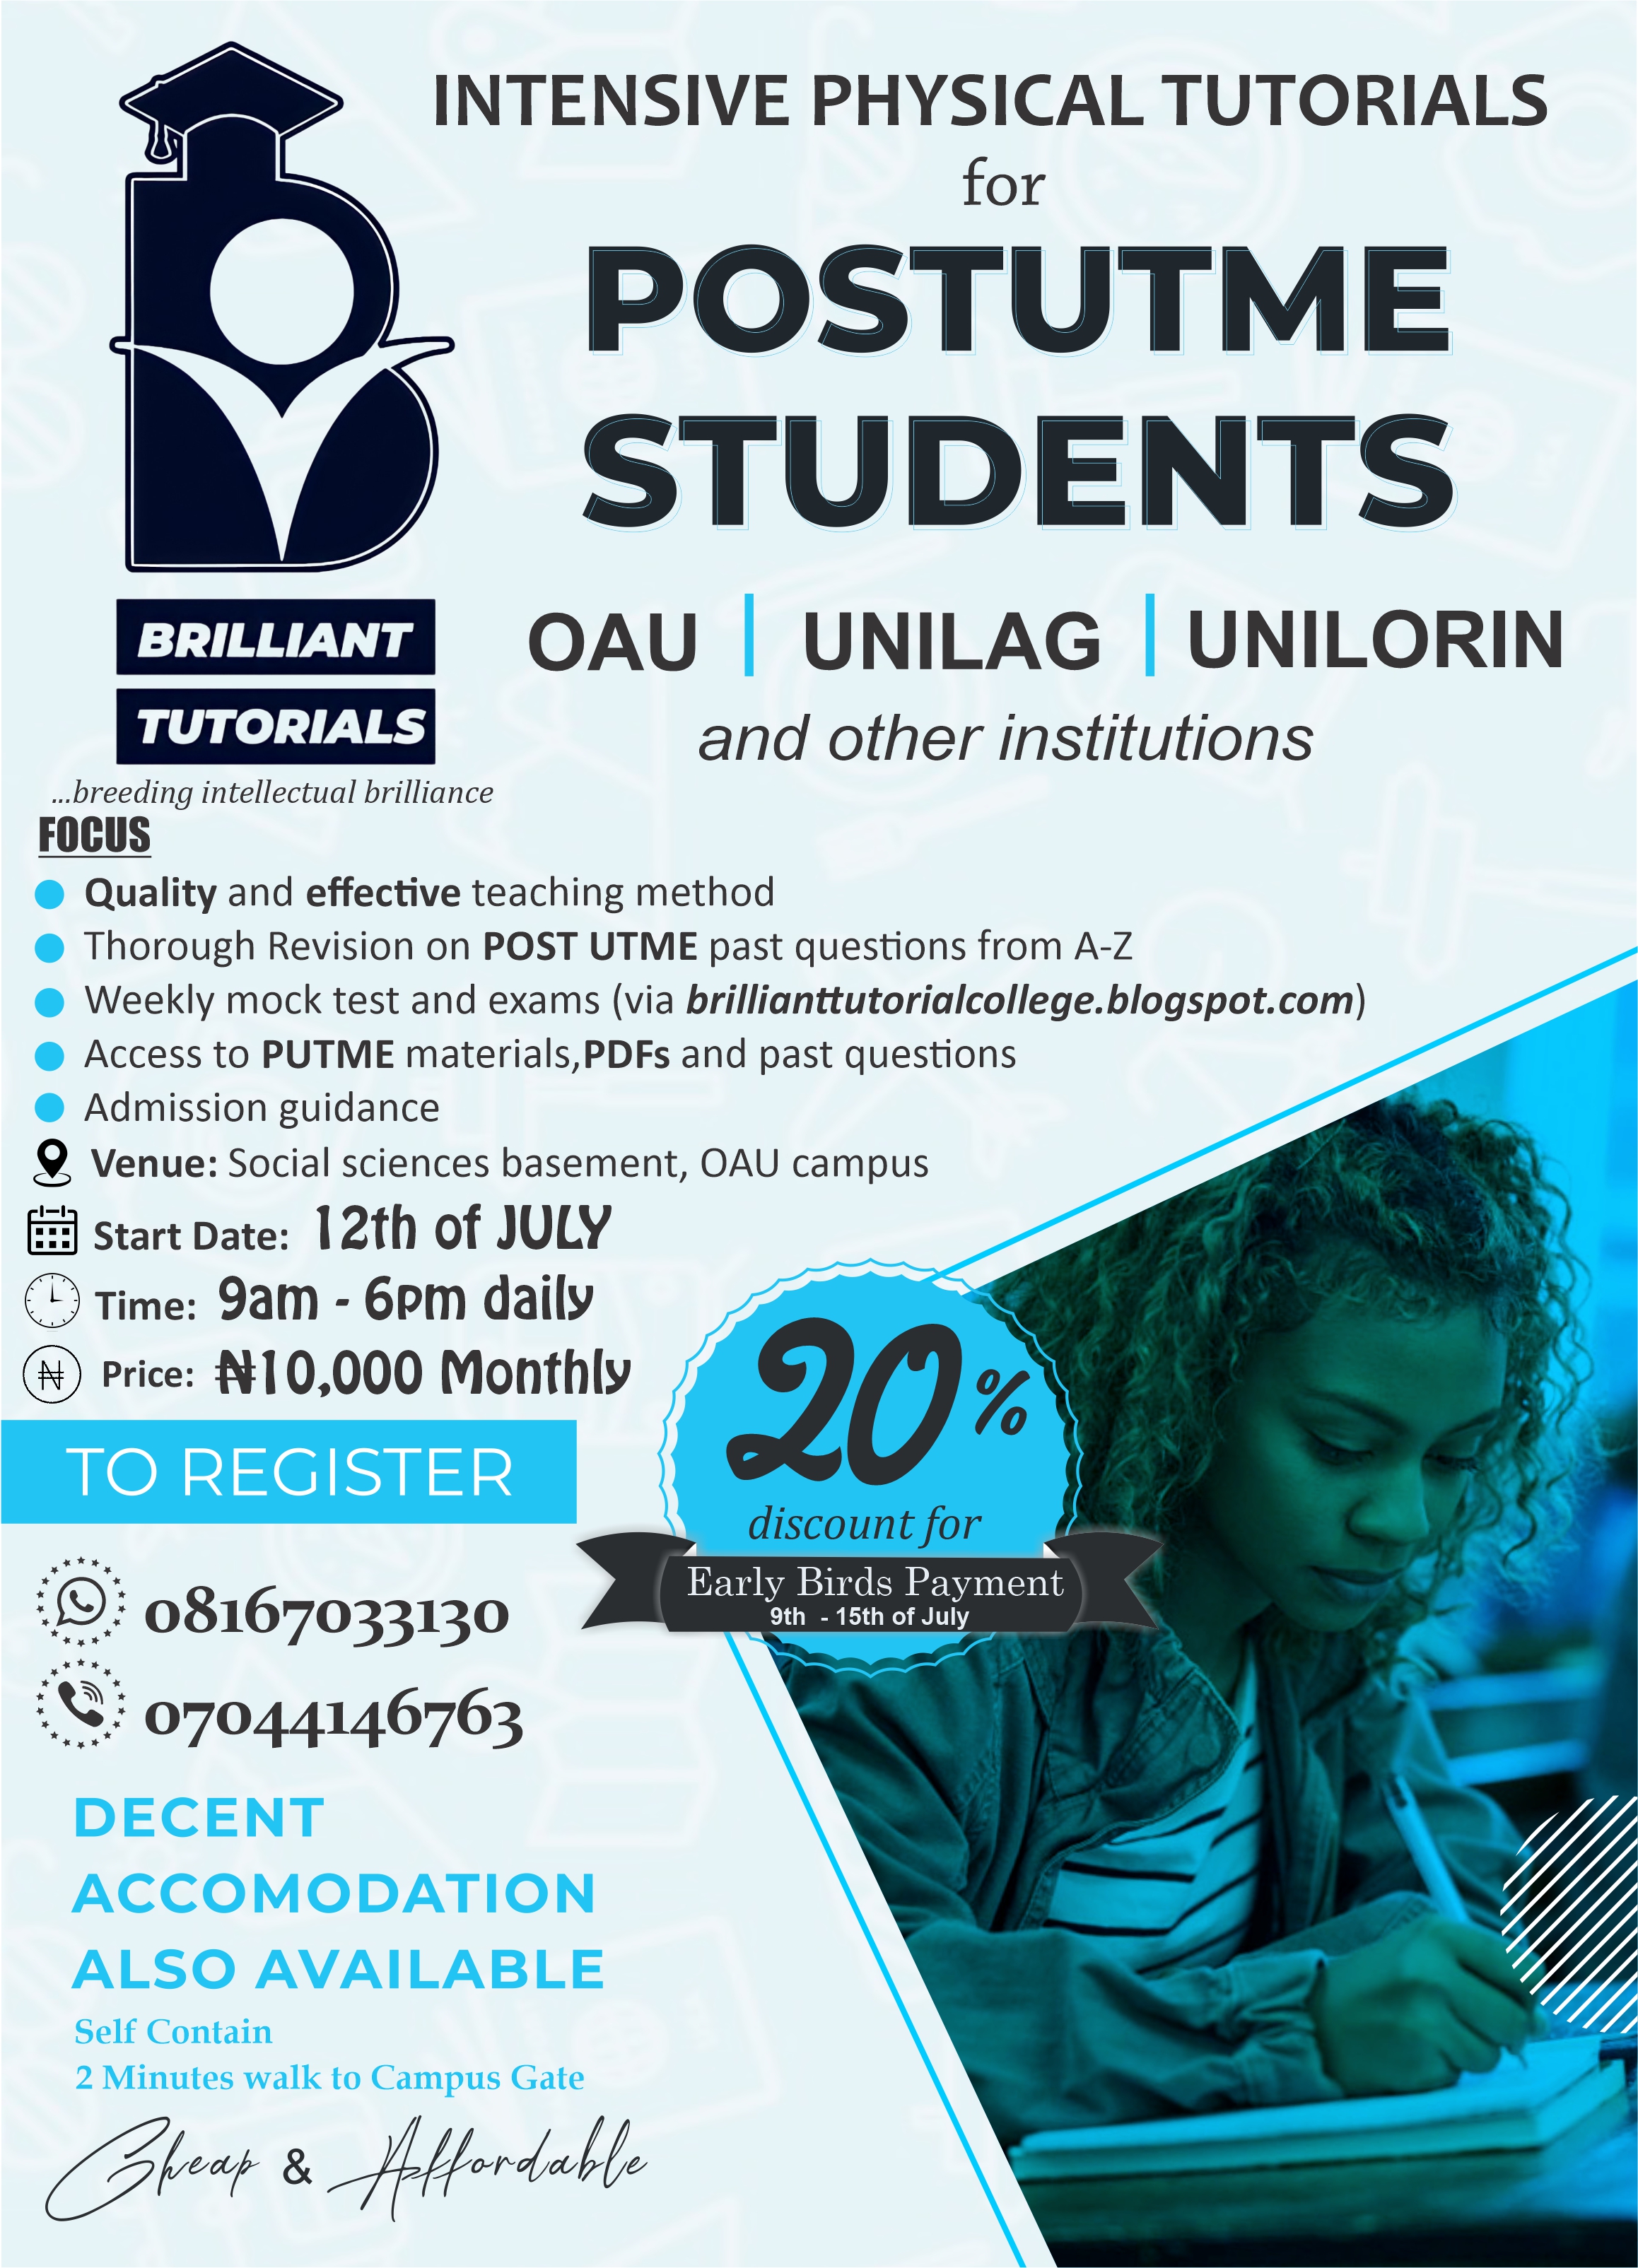 INTENSIVE PHYSICAL TUTORIALS
for
POSTUTME
STUDENTS
OAU | UNILAG | UNILORIN
and other institutions
BRILLIANT
TUTORIALS
...breeding intellectual brilliance
FOCUS
Quality and effective teaching method
Thorough Revision on POST UTME past questions from A-Z
Weekly mock test and exams (via brillianttutorialcollege.blogspot.com)
Access to PUTME materials,PDFs and past questions
Admission guidance
Venue: Social sciences basement, OAU campus
Start Date: 12th of JULY
Time: 9am - 6pm daily
Price: ₦10,000 Monthly
20%
discount for
Early Birds Payment
9th - 15th of July
TO REGISTER
08167033130
07044146763
DECENT
ACCOMODATION
ALSO AVAILABLE
Self Contain
2 Minutes walk to Campus Gate
Cheap & Affordable